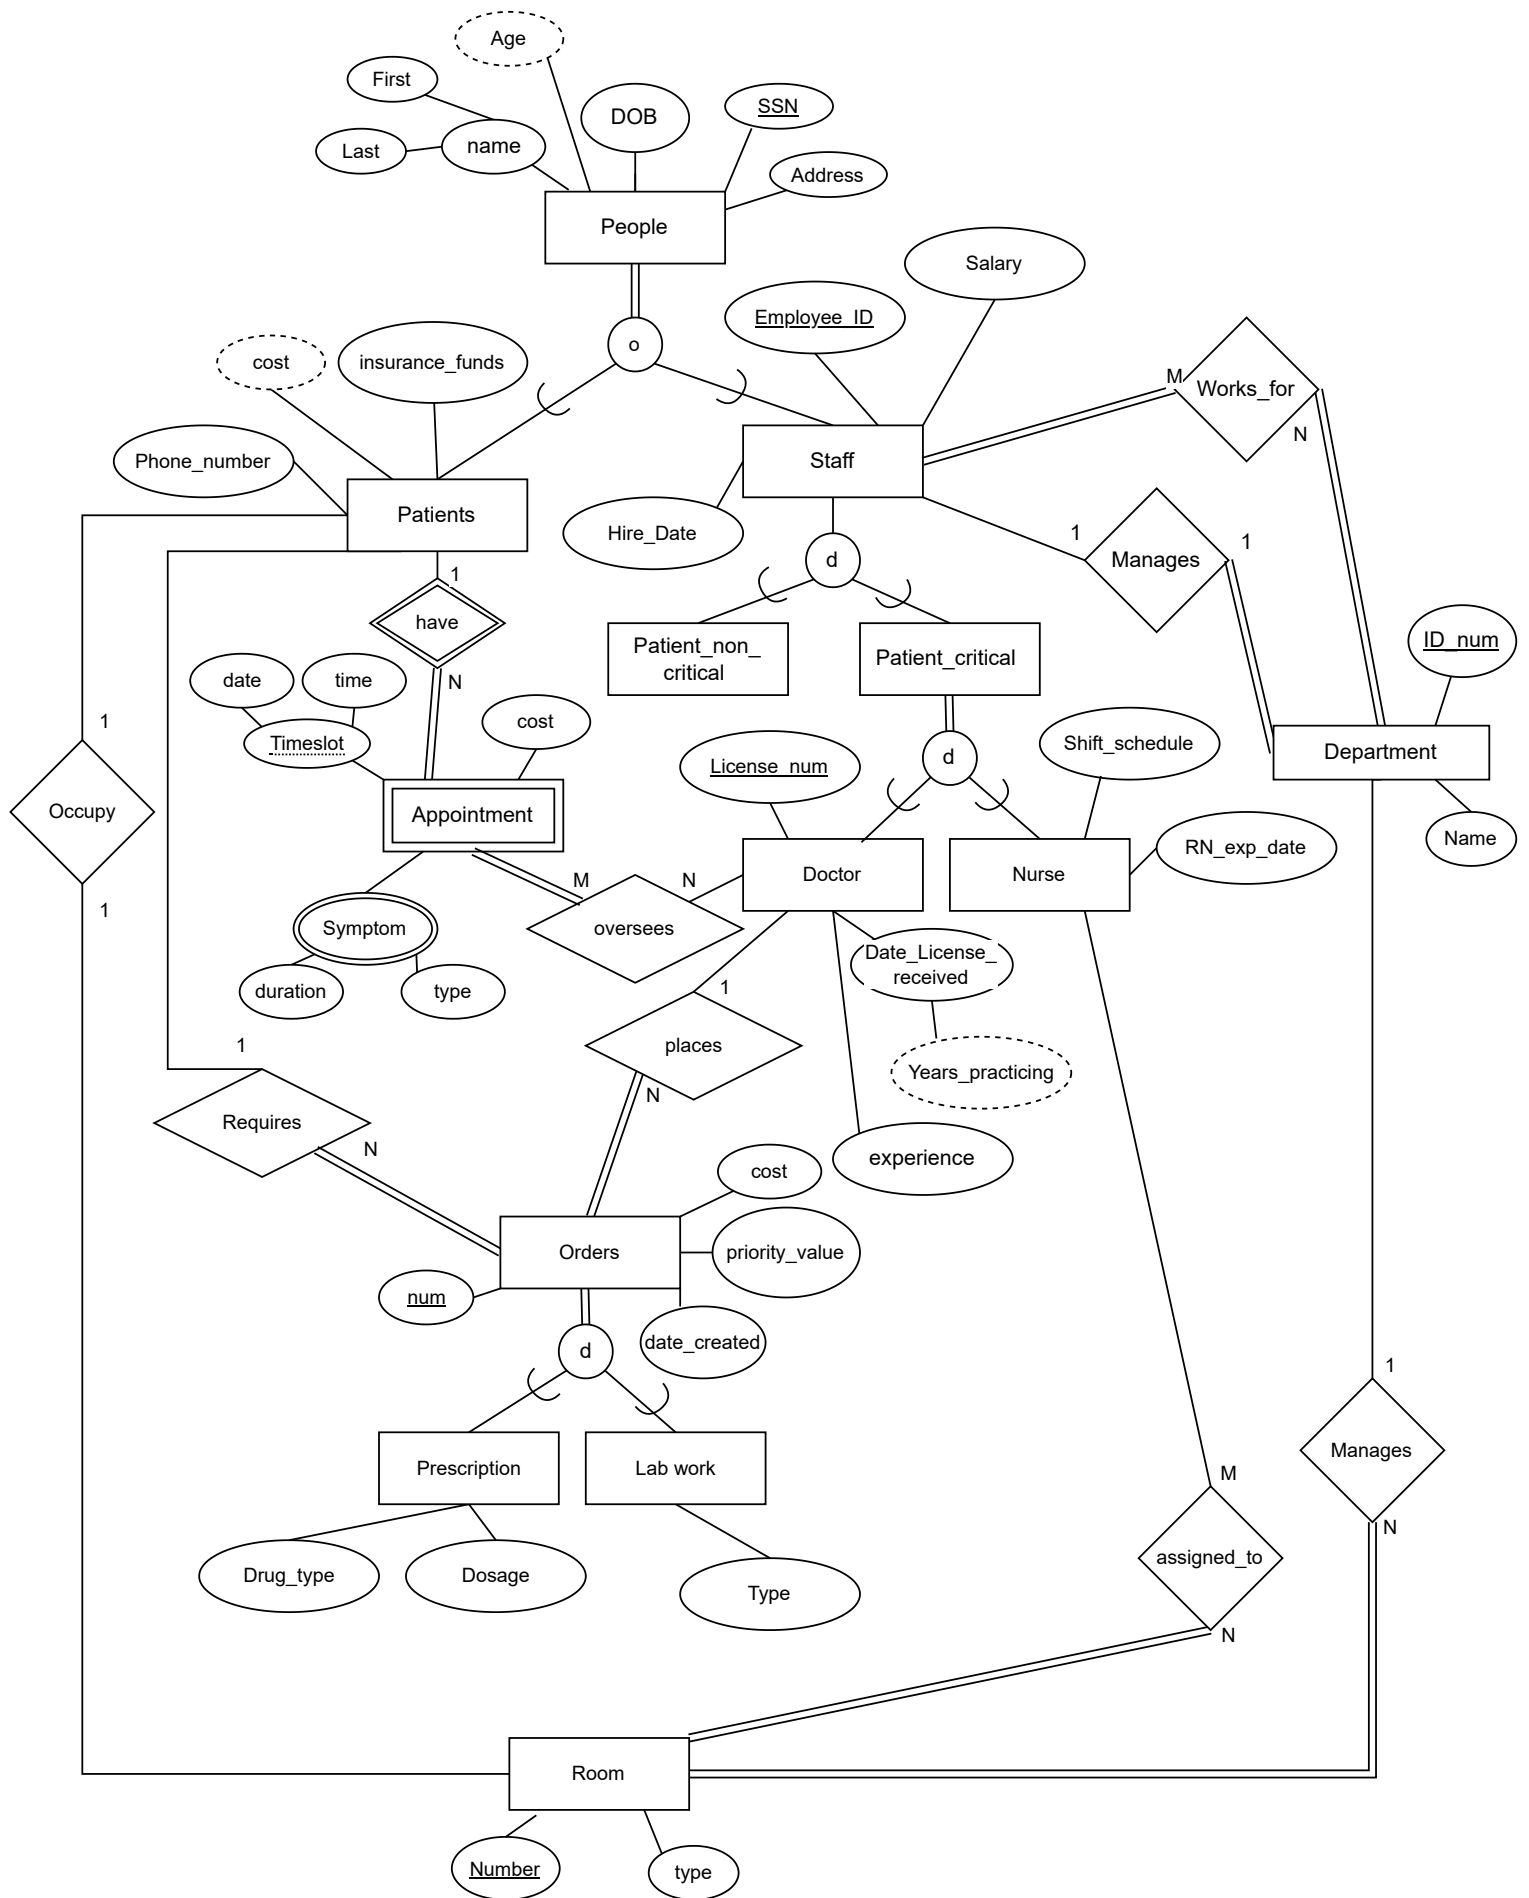 Age
First
DOB
SSN
Last
name
Address
People
Salary
Employee_ID
o
cost
insurance_funds
M
Works_for
N
Phone_number
Staff
Patients
Hire_Date
1
Manages
1
d
1
have
Patient_non_
critical
Patient_critical
ID_num
date
time
N
cost
Timeslot
Shift_schedule
Department
1
License_num
d
Occupy
Appointment
Name
RN_exp_date
M
N
Doctor
Nurse
1
Symptom
oversees
Date_License_
received
duration
type
1
1
places
Years_practicing
N
Requires
N
experience
cost
Orders
priority_value
num
date_created
d
1
Manages
Prescription
Lab work
M
N
assigned_to
Drug_type
Dosage
Type
N
Room
Number
type